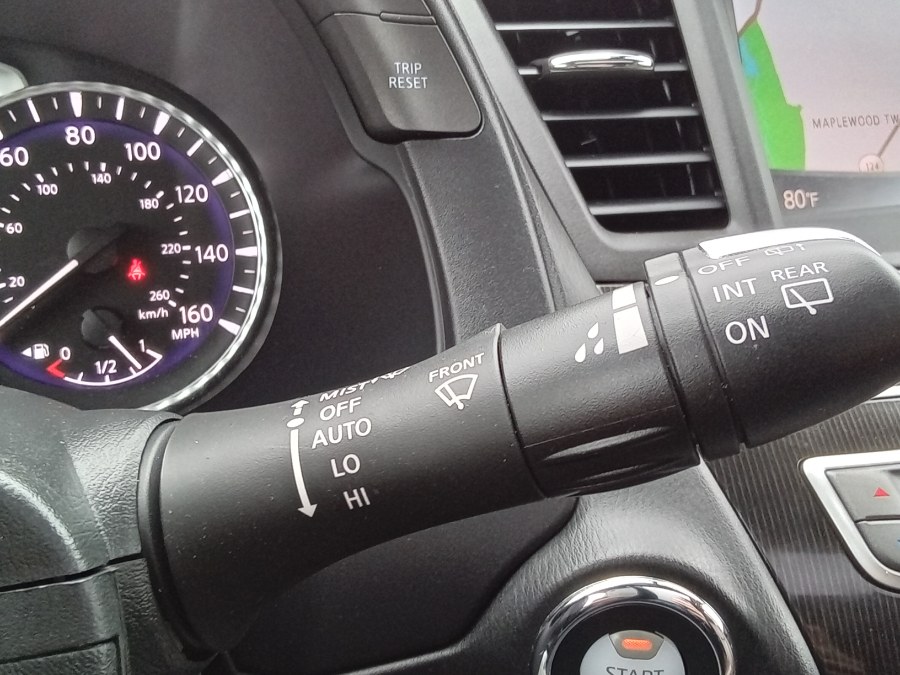 TRIP
RESET
60
80
100
120
140
160
MPH
20
60
100
140
180
220
260
km/h
0
1/2
1
MAPLEWOOD TW
124
80°F
MIST
OFF
AUTO
LO
HI
FRONT
OFF
INT
ON
REAR
START